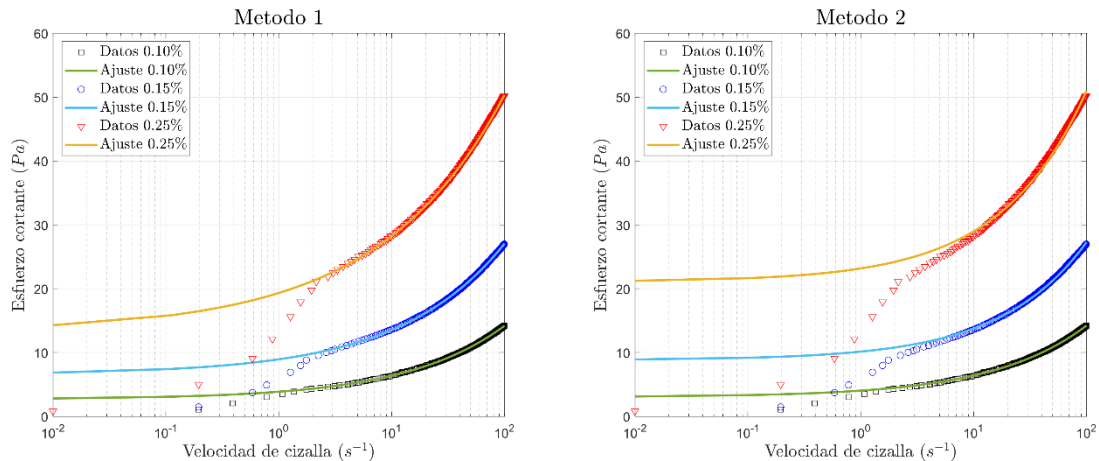 Metodo 1
Esfuerzo cortante (Pa)
60
50
40
30
20
10
0
Datos 0.10%
Ajuste 0.10%
Datos 0.15%
Ajuste 0.15%
Datos 0.25%
Ajuste 0.25%
10^-2 10^-1 10^0 10^1 10^2
Velocidad de cizalla (s^-1)
Metodo 2
Esfuerzo cortante (Pa)
60
50
40
30
20
10
0
Datos 0.10%
Ajuste 0.10%
Datos 0.15%
Ajuste 0.15%
Datos 0.25%
Ajuste 0.25%
10^-2 10^-1 10^0 10^1 10^2
Velocidad de cizalla (s^-1)